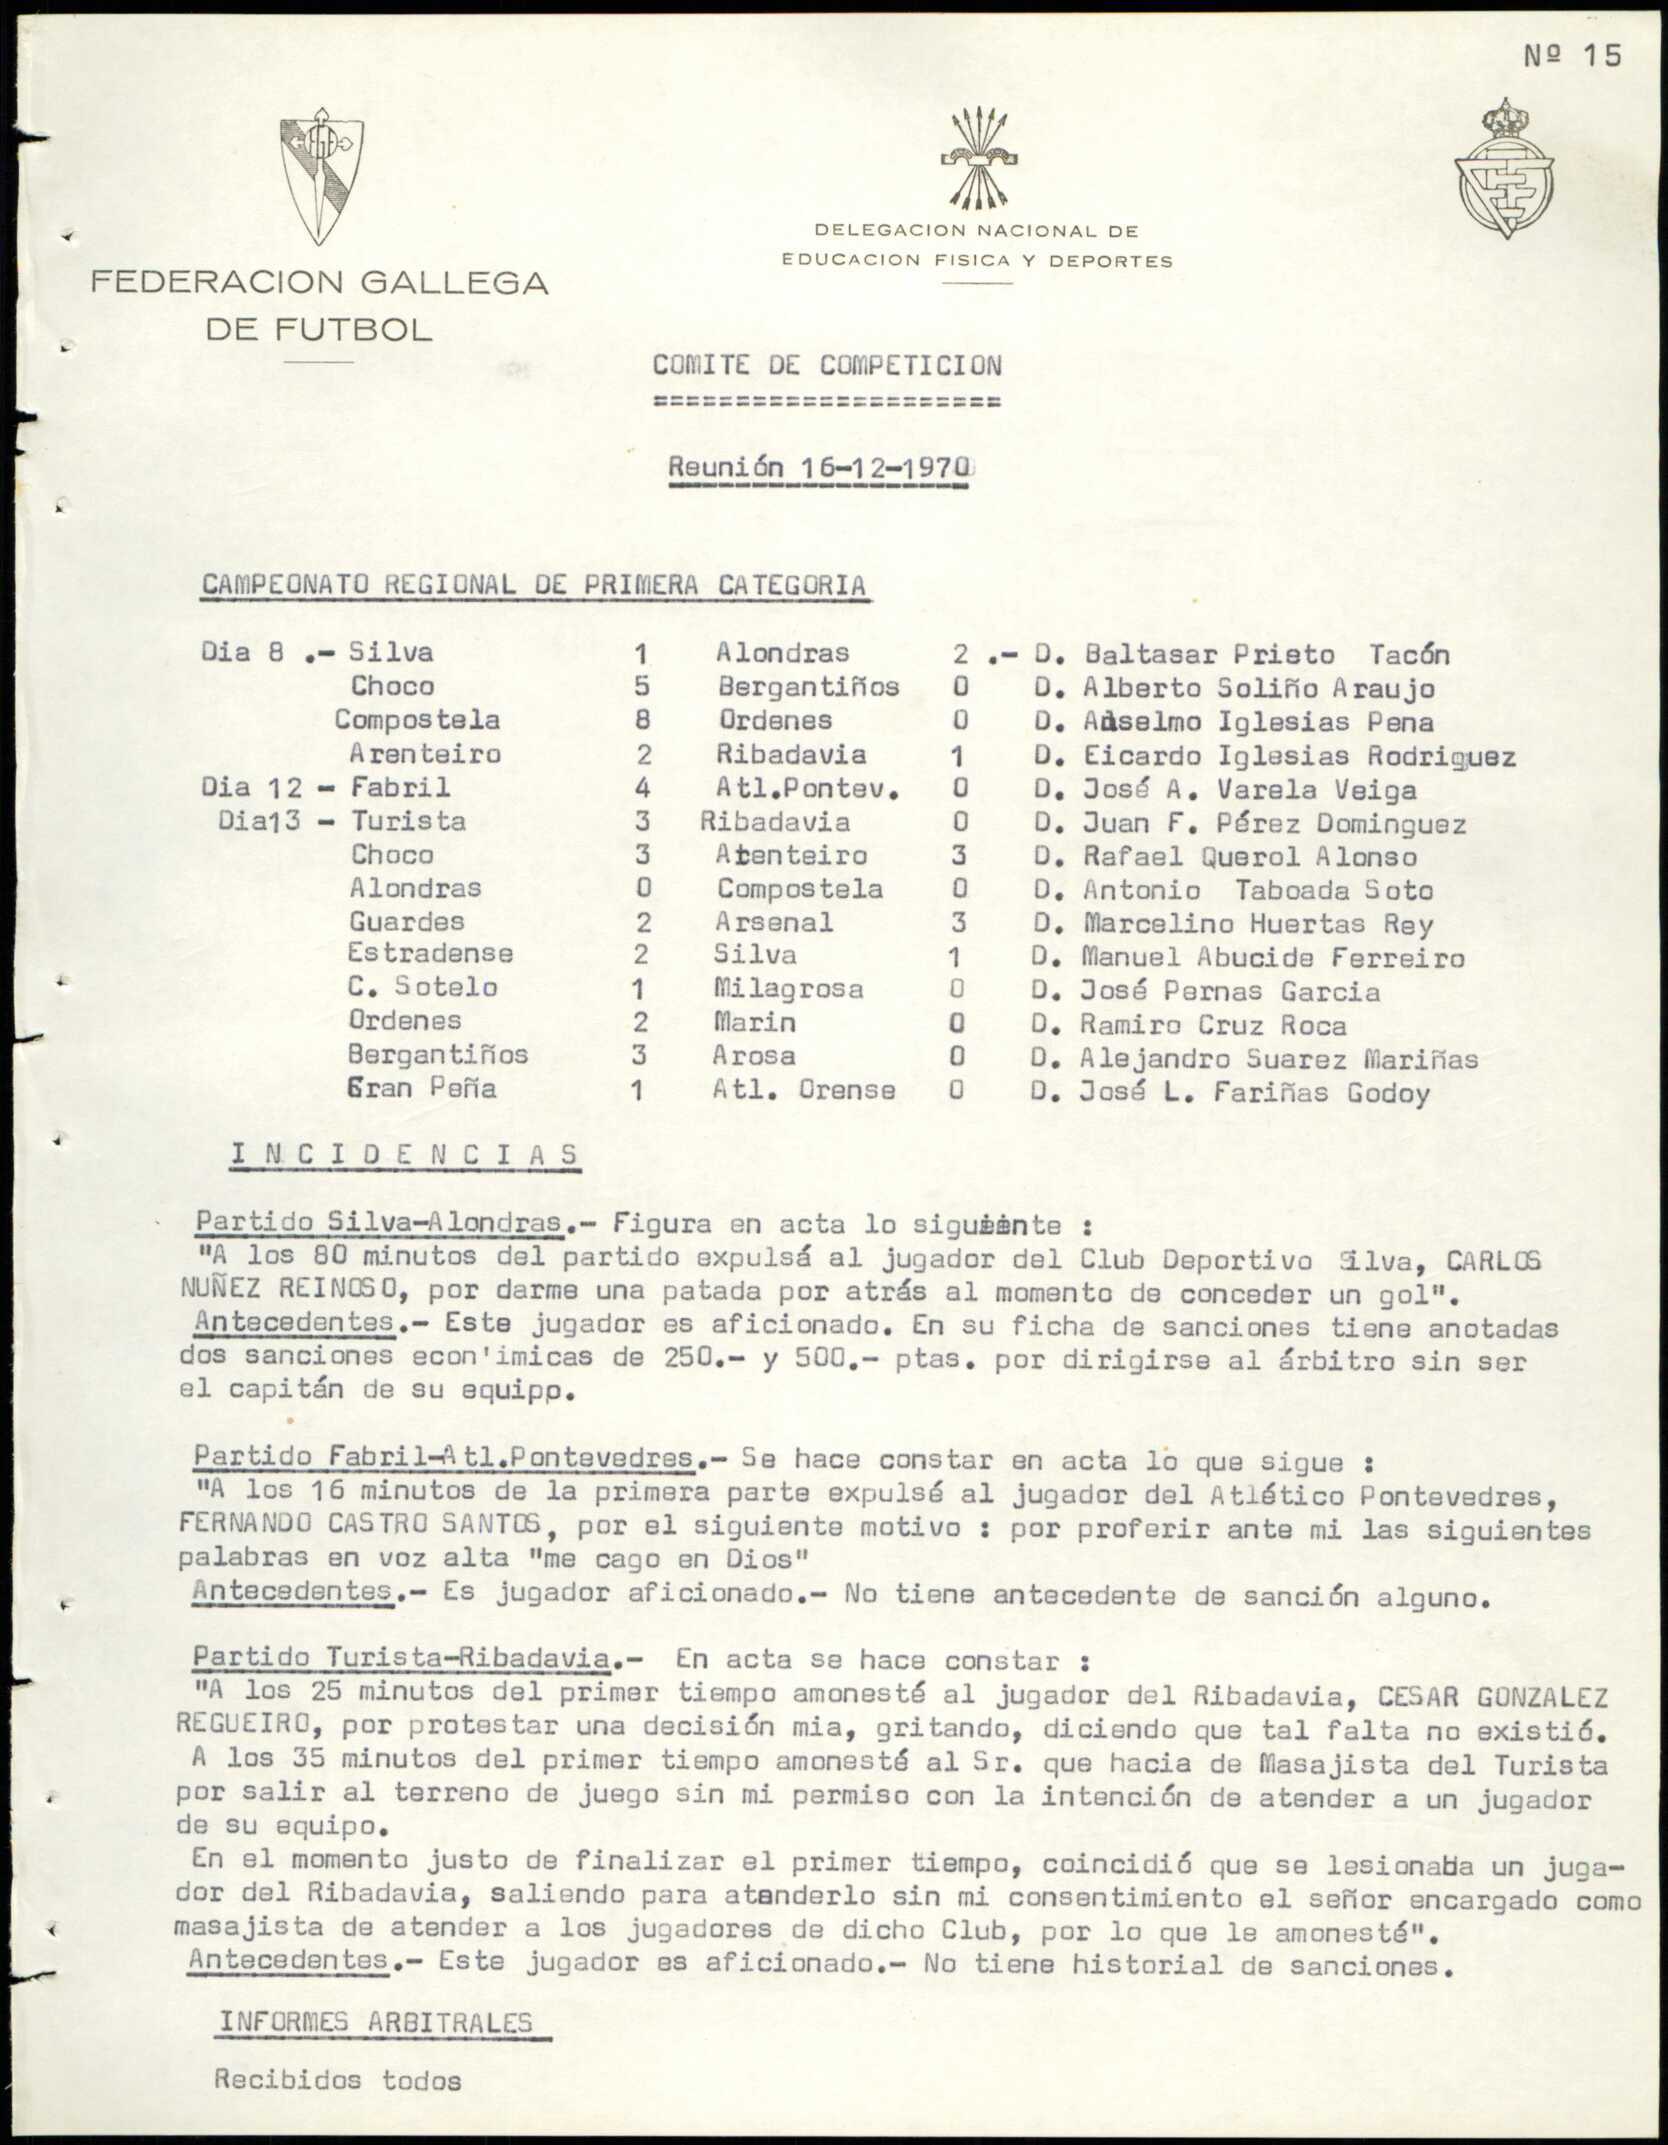 Nº 15
FEDERACION GALLEGA
DE FUTBOL
DELEGACION NACIONAL DE
EDUCACION FISICA Y DEPORTES
COMITE DE COMPETICION
=====================
Reunión 16-12-1970
CAMPEONATO REGIONAL DE PRIMERA CATEGORIA
Dia 8 .- Silva 1 Alondras 2 .- D. Baltasar Prieto Tacón
Choco 5 Bergantiños 0 D. Alberto Soliño Araujo
Compostela 8 Ordenes 0 D. Anselmo Iglesias Pena
Arenteiro 2 Ribadavia 1 D. Eicardo Iglesias Rodriguez
Dia 12 - Fabril 4 Atl.Pontev. 0 D. José A. Varela Veiga
Dia13 - Turista 3 Ribadavia 0 D. Juan F. Pérez Dominguez
Choco 3 Arenteiro 3 D. Rafael Querol Alonso
Alondras 0 Compostela 0 D. Antonio Taboada Soto
Guardes 2 Arsenal 3 D. Marcelino Huertas Rey
Estradense 2 Silva 1 D. Manuel Abucide Ferreiro
C. Sotelo 1 Milagrosa 0 D. José Pernas Garcia
Ordenes 2 Marin 0 D. Ramiro Cruz Roca
Bergantiños 3 Arosa 0 D. Alejandro Suarez Mariñas
Gran Peña 1 Atl. Orense 0 D. José L. Fariñas Godoy
I N C I D E N C I A S
Partido Silva-Alondras.- Figura en acta lo siguiente :
"A los 80 minutos del partido expulsá al jugador del Club Deportivo Silva, CARLOS
NUÑEZ REINOSO, por darme una patada por atrás al momento de conceder un gol".
Antecedentes.- Este jugador es aficionado. En su ficha de sanciones tiene anotadas
dos sanciones econ'imicas de 250.- y 500.- ptas. por dirigirse al árbitro sin ser
el capitán de su equipp.
Partido Fabril-Atl.Pontevedres.- Se hace constar en acta lo que sigue :
"A los 16 minutos de la primera parte expulsé al jugador del Atlético Pontevedres,
FERNANDO CASTRO SANTOS, por el siguiente motivo : por proferir ante mi las siguientes
palabras en voz alta "me cago en Dios"
Antecedentes.- Es jugador aficionado.- No tiene antecedente de sanción alguno.
Partido Turista-Ribadavia.- En acta se hace constar :
"A los 25 minutos del primer tiempo amonesté al jugador del Ribadavia, CESAR GONZALEZ
REGUEIRO, por protestar una decisión mia, gritando, diciendo que tal falta no existió.
A los 35 minutos del primer tiempo amonesté al Sr. que hacia de Masajista del Turista
por salir al terreno de juego sin mi permiso con la intención de atender a un jugador
de su equipo.
En el momento justo de finalizar el primer tiempo, coincidió que se lesionaba un juga-
dor del Ribadavia, saliendo para atenderlo sin mi consentimiento el señor encargado como
masajista de atender a los jugadores de dicho Club, por lo que le amonesté".
Antecedentes.- Este jugador es aficionado.- No tiene historial de sanciones.
INFORMES ARBITRALES
Recibidos todos